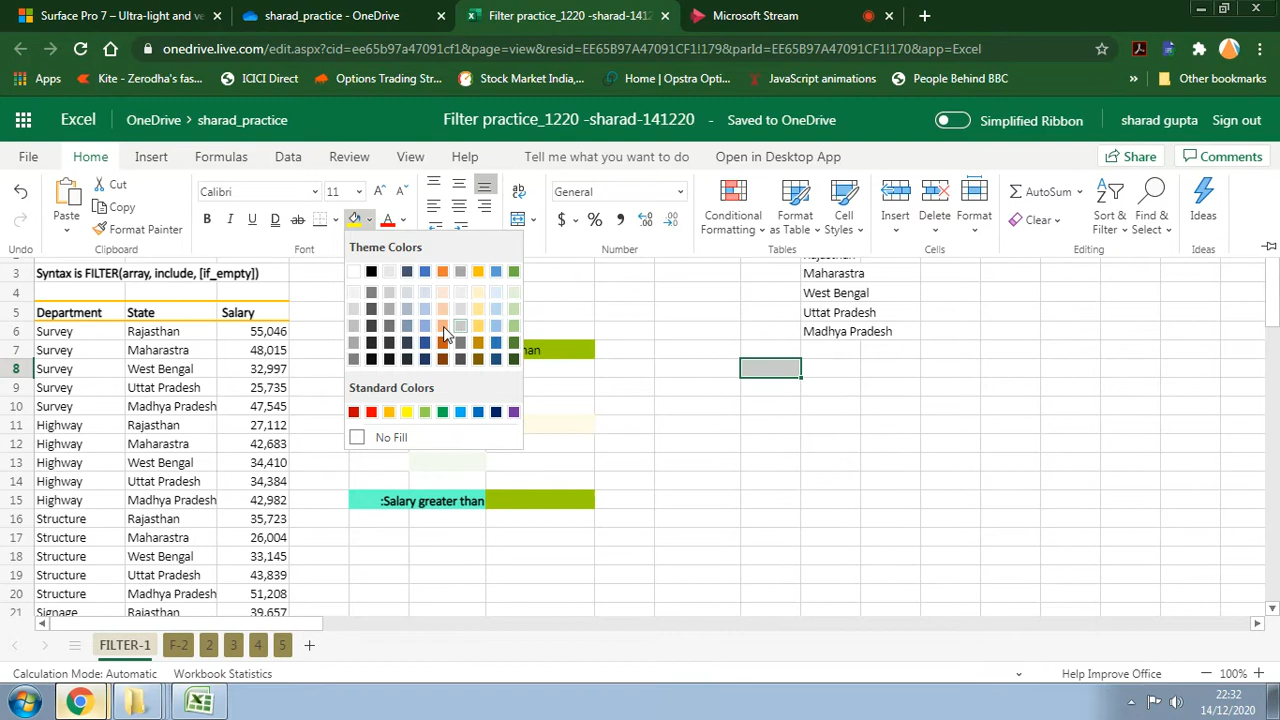 Surface Pro 7 – Ultra-light and ve
sharad_practice - OneDrive
Filter practice_1220 -sharad-1412
Microsoft Stream
onedrive.live.com/edit.aspx?cid=ee65b97a47091cf1&page=view&resid=EE65B97A47091CF1!179&parId=EE65B97A47091CF1!170&app=Excel
Apps
Kite - Zerodha's fast...
ICICI Direct
Options Trading Str...
Stock Market India,...
Home | Opstra Opti...
JavaScript animations
People Behind BBC
»
Other bookmarks
Excel
OneDrive > sharad_practice
Filter practice_1220 -sharad-141220 - Saved to OneDrive
Simplified Ribbon
sharad gupta
Sign out
File
Home
Insert
Formulas
Data
Review
View
Help
Tell me what you want to do
Open in Desktop App
Share
Comments
Cut
Copy
Format Painter
Paste
Undo
Clipboard
Calibri
11
B I U D ab
Font
General
$ % 9
Number
Conditional Formatting
Format as Table
Cell Styles
Tables
Insert
Delete
Format
Cells
AutoSum
Clear
Sort & Filter
Find & Select
Editing
Ideas
Ideas
Theme Colors
Standard Colors
No Fill
3 Syntax is FILTER(array, include, [if_empty]) Maharastra
4 West Bengal
5 Department State Salary Uttat Pradesh
6 Survey Rajasthan 55,046 Madhya Pradesh
7 Survey Maharastra 48,015 han
8 Survey West Bengal 32,997
9 Survey Uttat Pradesh 25,735
10 Survey Madhya Pradesh 47,545
11 Highway Rajasthan 27,112
12 Highway Maharastra 42,683
13 Highway West Bengal 34,410
14 Highway Uttat Pradesh 34,384
15 Highway Madhya Pradesh 42,982 :Salary greater than
16 Structure Rajasthan 35,723
17 Structure Maharastra 26,004
18 Structure West Bengal 33,145
19 Structure Uttat Pradesh 43,839
20 Structure Madhya Pradesh 51,208
21 Signage Rajasthan 39,657
FILTER-1
F-2
2
3
4
5
Calculation Mode: Automatic
Workbook Statistics
Help Improve Office
100%
22:32
14/12/2020